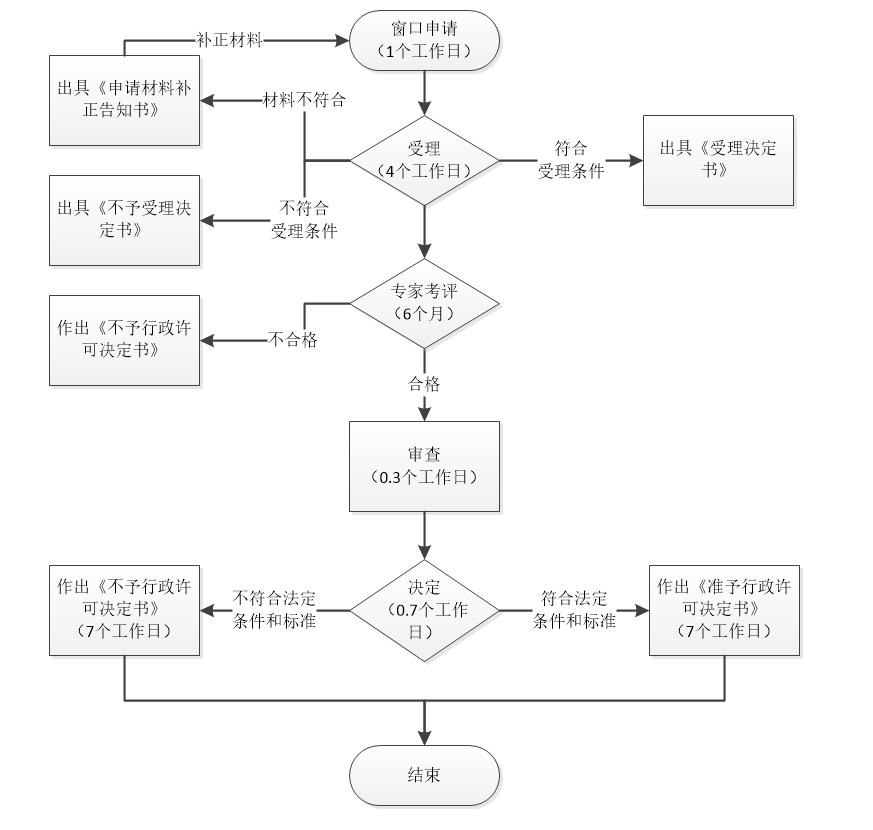 补正材料
窗口申请
（1个工作日）
出具《申请材料补
正告知书》
材料不符合
受理
（4个工作日）
符合
受理条件
出具《受理决定
书》
出具《不予受理决
定书》
不符合
受理条件
专家考评
（6个月）
作出《不予行政许
可决定书》
不合格
合格
审查
（0.3个工作日）
作出《不予行政许
可决定书》
（7个工作日）
不符合法定
条件和标准
决定
（0.7个工作
日）
符合法定
条件和标准
作出《准予行政许
可决定书》
（7个工作日）
结束